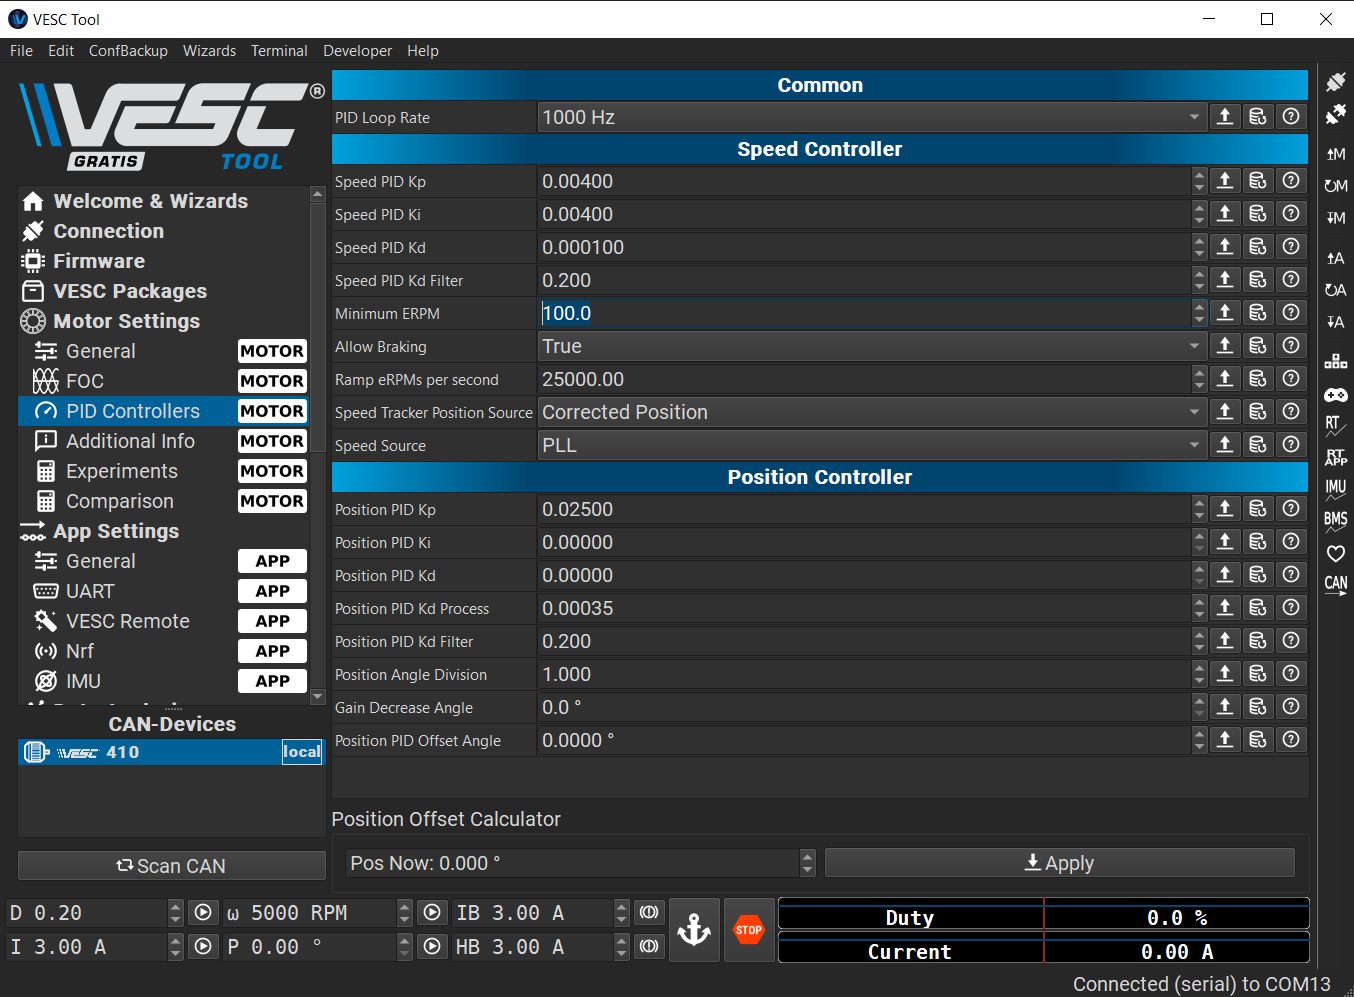 VESC Tool
File Edit ConfBackup Wizards Terminal Developer Help
VESC®
GRATIS TOOL
Welcome & Wizards
Connection
Firmware
VESC Packages
Motor Settings
General MOTOR
FOC MOTOR
PID Controllers MOTOR
Additional Info MOTOR
Experiments MOTOR
Comparison MOTOR
App Settings
General APP
UART APP
VESC Remote APP
Nrf APP
IMU APP
CAN-Devices
VESC 410 local
Scan CAN
Common
PID Loop Rate 1000 Hz
Speed Controller
Speed PID Kp 0.00400
Speed PID Ki 0.00400
Speed PID Kd 0.000100
Speed PID Kd Filter 0.200
Minimum ERPM 100.0
Allow Braking True
Ramp eRPMs per second 25000.00
Speed Tracker Position Source Corrected Position
Speed Source PLL
Position Controller
Position PID Kp 0.02500
Position PID Ki 0.00000
Position PID Kd 0.00000
Position PID Kd Process 0.00035
Position PID Kd Filter 0.200
Position Angle Division 1.000
Gain Decrease Angle 0.0 °
Position PID Offset Angle 0.0000 °
Position Offset Calculator
Pos Now: 0.000 ° Apply
M
M
M
A
A
A
RT
RT
APP
IMU
BMS
CAN
D 0.20 ω 5000 RPM IB 3.00 A
I 3.00 A P 0.00 ° HB 3.00 A
STOP
Duty 0.0 %
Current 0.00 A
Connected (serial) to COM13